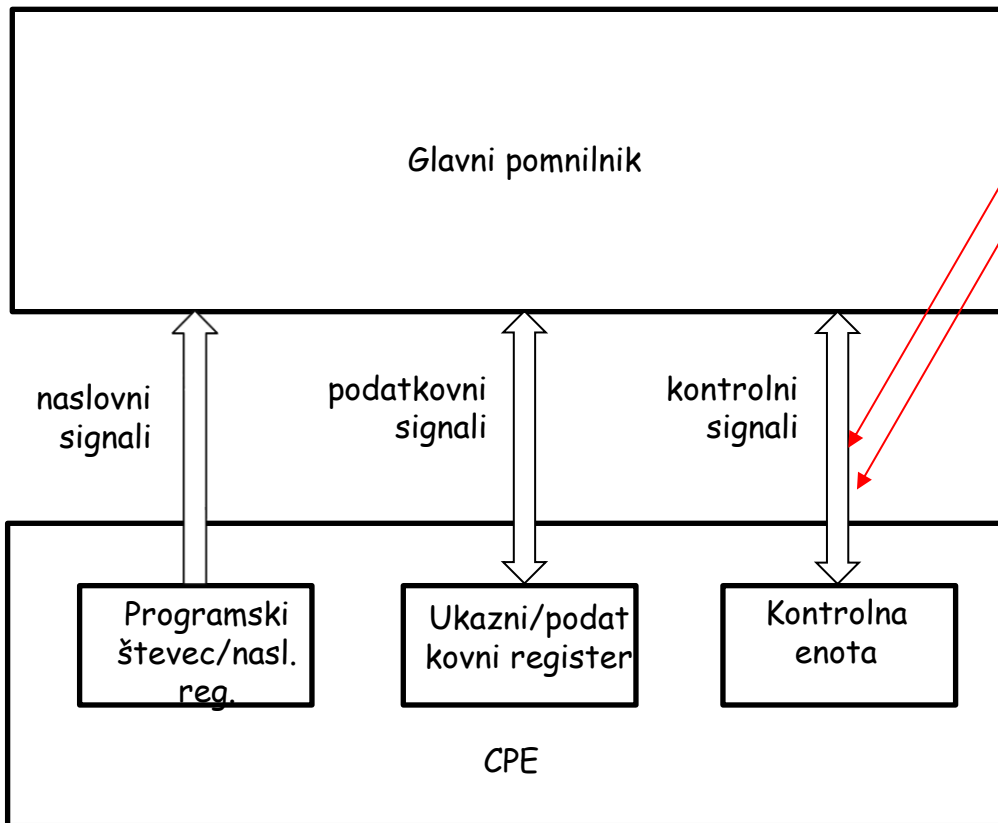 Glavni pomnilnik
naslovni
signali
podatkovni
signali
kontrolni
signali
Programski
števec/nasl.
reg.
Ukazni/podat
kovni register
Kontrolna
enota
CPE